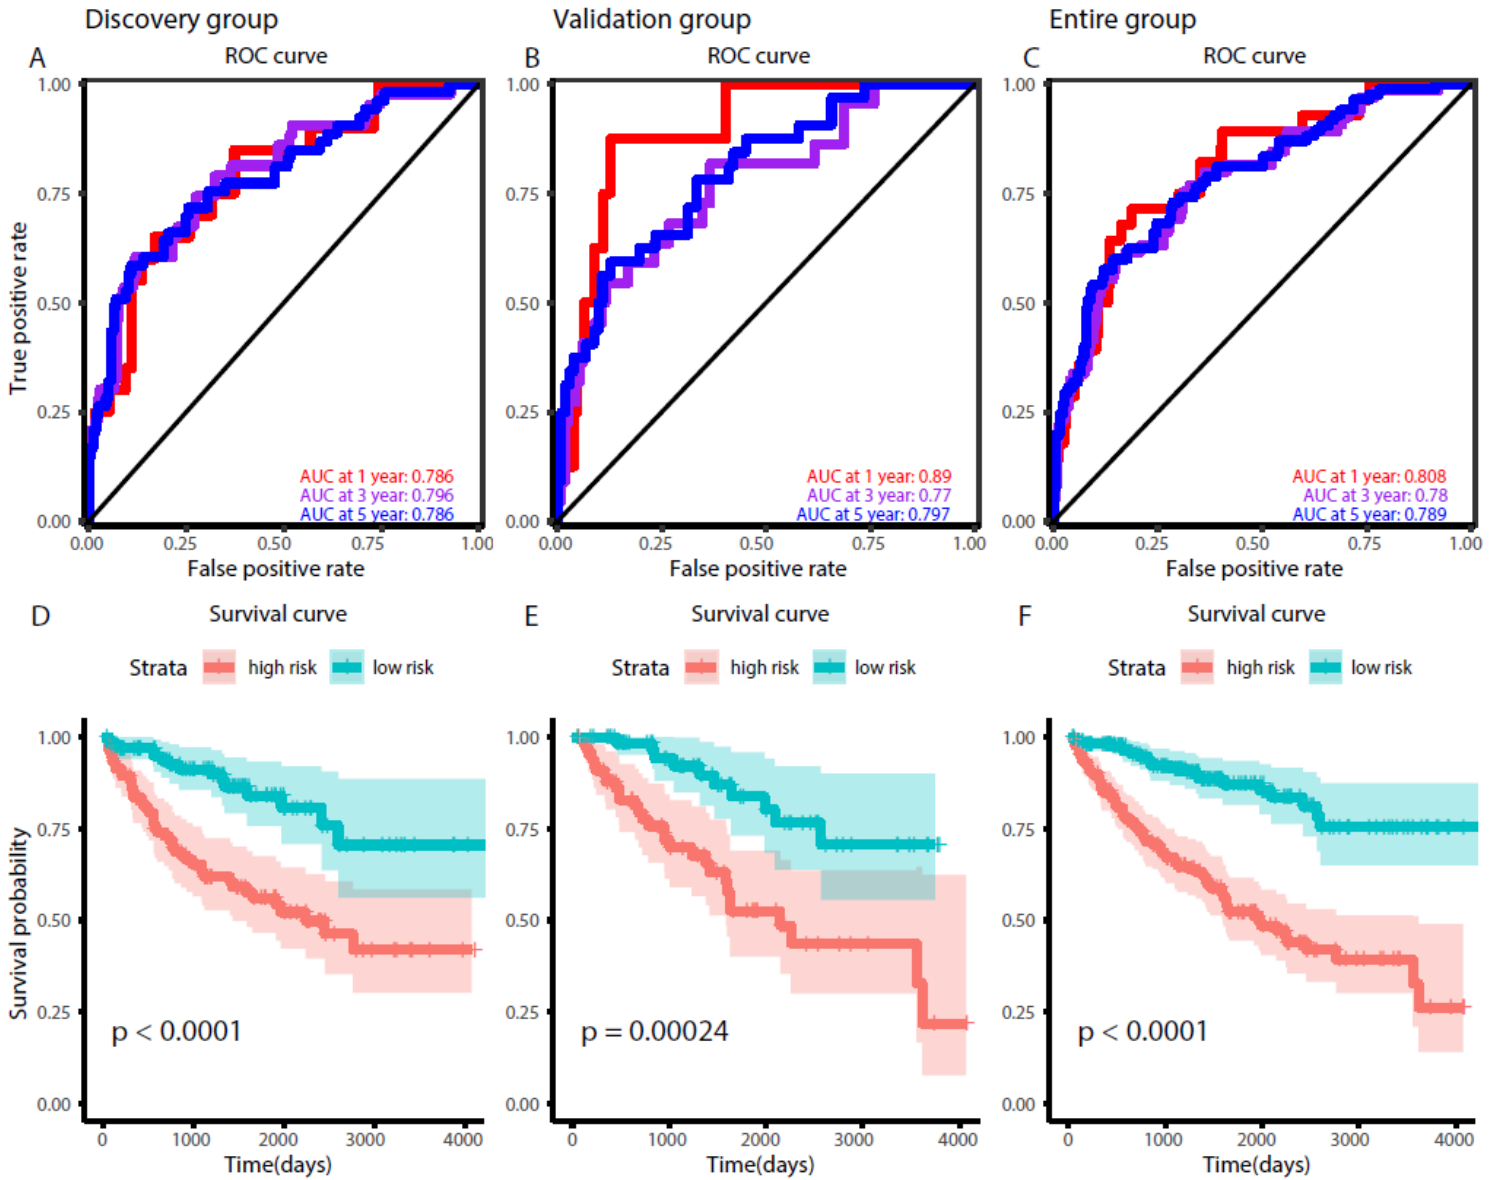 Discovery group
Validation group
Entire group
A
ROC curve
B
ROC curve
C
ROC curve
True positive rate
1.00
0.75
0.50
0.25
0.00
0.00 0.25 0.50 0.75 1.00
False positive rate
AUC at 1 year: 0.786
AUC at 3 year: 0.796
AUC at 5 year: 0.786
1.00
0.75
0.50
0.25
0.00
0.00 0.25 0.50 0.75 1.00
False positive rate
AUC at 1 year: 0.89
AUC at 3 year: 0.77
AUC at 5 year: 0.797
1.00
0.75
0.50
0.25
0.00
0.00 0.25 0.50 0.75 1.00
False positive rate
AUC at 1 year: 0.808
AUC at 3 year: 0.78
AUC at 5 year: 0.789
D
Survival curve
Strata high risk low risk
Survival probability
1.00
0.75
0.50
0.25
0.00
p < 0.0001
0 1000 2000 3000 4000
Time(days)
E
Survival curve
Strata high risk low risk
1.00
0.75
0.50
0.25
0.00
p = 0.00024
0 1000 2000 3000 4000
Time(days)
F
Survival curve
Strata high risk low risk
1.00
0.75
0.50
0.25
0.00
p < 0.0001
0 1000 2000 3000 4000
Time(days)